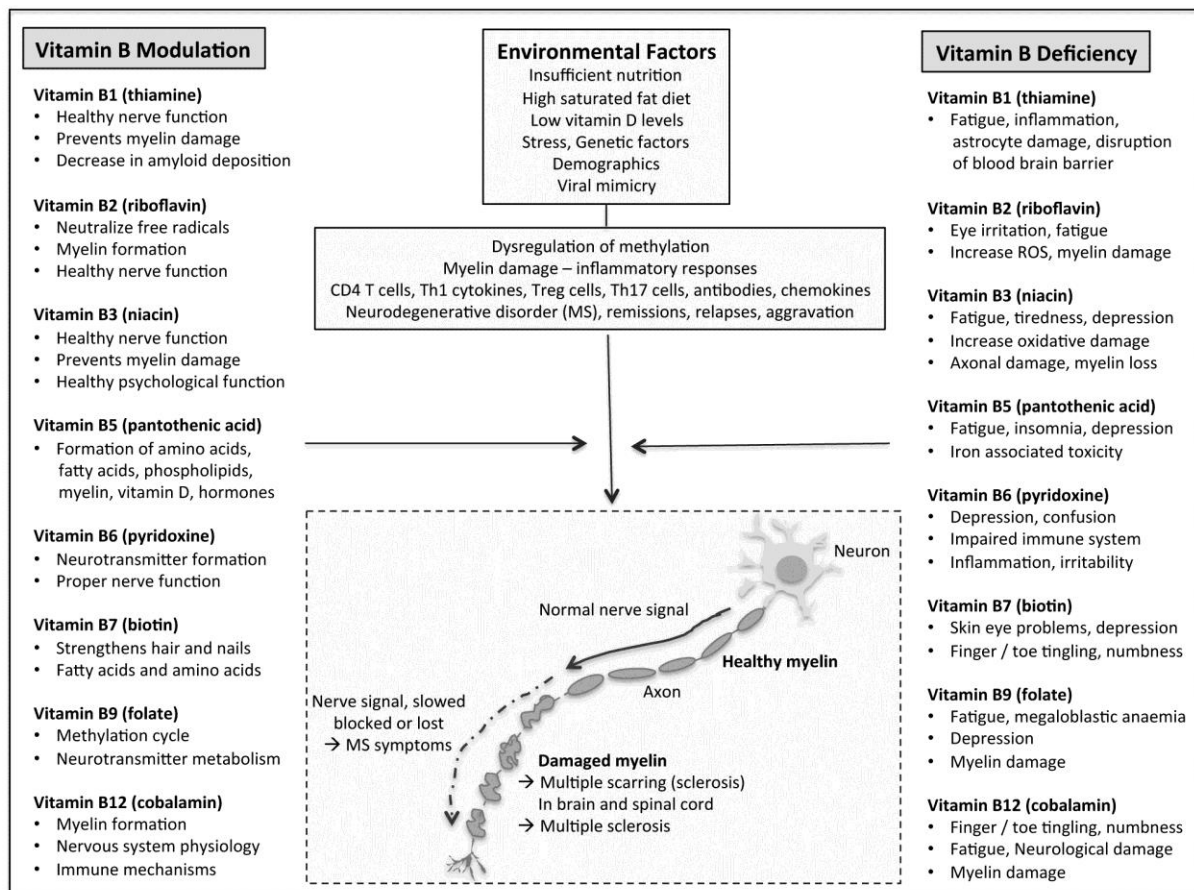 Vitamin B Modulation
Vitamin B1 (thiamine)
• Healthy nerve function
• Prevents myelin damage
• Decrease in amyloid deposition
Vitamin B2 (riboflavin)
• Neutralize free radicals
• Myelin formation
• Healthy nerve function
Vitamin B3 (niacin)
• Healthy nerve function
• Prevents myelin damage
• Healthy psychological function
Vitamin B5 (pantothenic acid)
• Formation of amino acids,
fatty acids, phospholipids,
myelin, vitamin D, hormones
Vitamin B6 (pyridoxine)
• Neurotransmitter formation
• Proper nerve function
Vitamin B7 (biotin)
• Strengthens hair and nails
• Fatty acids and amino acids
Vitamin B9 (folate)
• Methylation cycle
• Neurotransmitter metabolism
Vitamin B12 (cobalamin)
• Myelin formation
• Nervous system physiology
• Immune mechanisms
Environmental Factors
Insufficient nutrition
High saturated fat diet
Low vitamin D levels
Stress, Genetic factors
Demographics
Viral mimicry
Dysregulation of methylation
Myelin damage – inflammatory responses
CD4 T cells, Th1 cytokines, Treg cells, Th17 cells, antibodies, chemokines
Neurodegenerative disorder (MS), remissions, relapses, aggravation
Neuron
Normal nerve signal
Healthy myelin
Axon
Nerve signal, slowed
blocked or lost
→ MS symptoms
Damaged myelin
→ Multiple scarring (sclerosis)
In brain and spinal cord
→ Multiple sclerosis
Vitamin B Deficiency
Vitamin B1 (thiamine)
• Fatigue, inflammation,
astrocyte damage, disruption
of blood brain barrier
Vitamin B2 (riboflavin)
• Eye irritation, fatigue
• Increase ROS, myelin damage
Vitamin B3 (niacin)
• Fatigue, tiredness, depression
• Increase oxidative damage
• Axonal damage, myelin loss
Vitamin B5 (pantothenic acid)
• Fatigue, insomnia, depression
• Iron associated toxicity
Vitamin B6 (pyridoxine)
• Depression, confusion
• Impaired immune system
• Inflammation, irritability
Vitamin B7 (biotin)
• Skin eye problems, depression
• Finger / toe tingling, numbness
Vitamin B9 (folate)
• Fatigue, megaloblastic anaemia
• Depression
• Myelin damage
Vitamin B12 (cobalamin)
• Finger / toe tingling, numbness
• Fatigue, Neurological damage
• Myelin damage